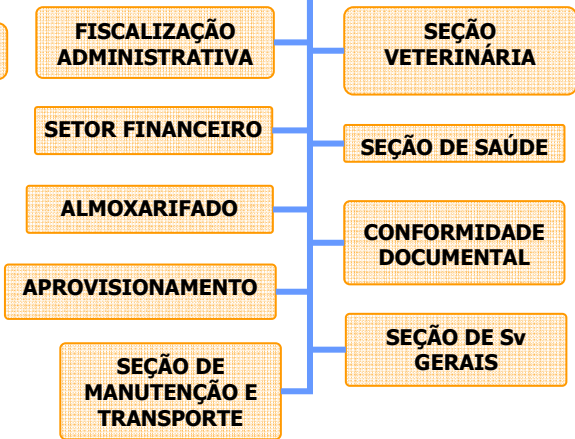 FISCALIZAÇÃO
ADMINISTRATIVA
SETOR FINANCEIRO
ALMOXARIFADO
APROVISIONAMENTO
SEÇÃO DE
MANUTENÇÃO E
TRANSPORTE
SEÇÃO
VETERINÁRIA
SEÇÃO DE SAÚDE
CONFORMIDADE
DOCUMENTAL
SEÇÃO DE Sv
GERAIS